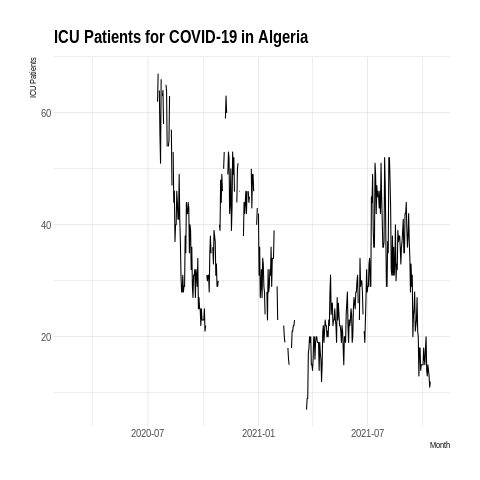 ICU Patients for COVID-19 in Algeria
ICU Patients
60
40
20
2020-07
2021-01
2021-07
Month